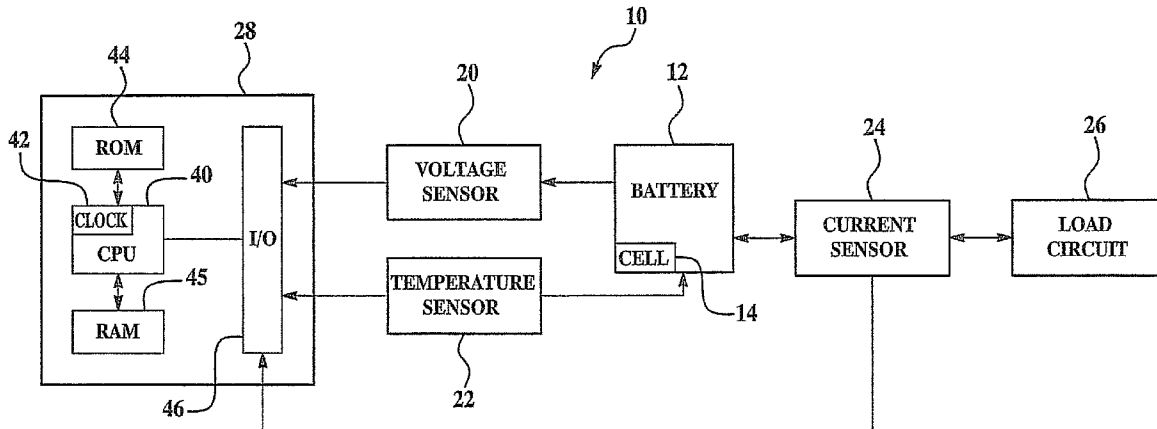 10
28
44
20
12
24
26
42
ROM
40
VOLTAGE
SENSOR
BATTERY
CLOCK
CPU
I/O
CURRENT
SENSOR
LOAD
CIRCUIT
45
CELL
TEMPERATURE
SENSOR
RAM
14
46
22